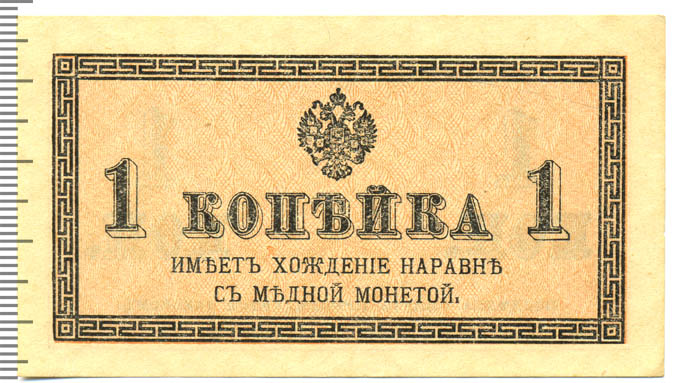 1 КОПѢЙКА 1
ИМѢЕТЪ ХОЖДЕНІЕ НАРАВНѢ
СЪ МѢДНОЙ МОНЕТОЙ.